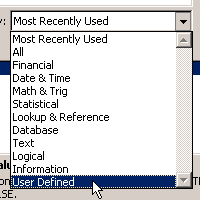 y: Most Recently Used
Most Recently Used
All
Financial
Date & Time
Math & Trig
Statistical
Lookup & Reference
Database
Text
Logical
Information
User Defined
LSE.